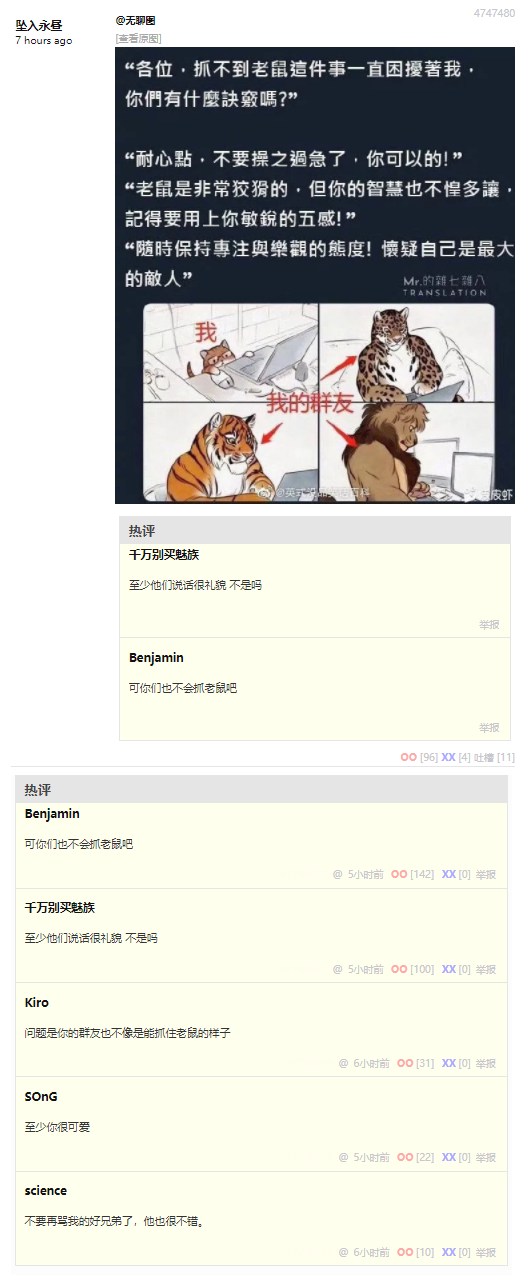 4747480
坠入永昼
7 hours ago
@无聊图
[查看原图]
“各位，抓不到老鼠這件事一直困擾著我，
你們有什麼訣竅嗎?”
“耐心點，不要操之過急了，你可以的!”
“老鼠是非常狡猾的，但你的智慧也不惶多讓，
記得要用上你敏銳的五感!”
“隨時保持專注與樂觀的態度! 懷疑自己是最大
的敵人”
Mr.的雜七雜八
TRANSLATION
我
我的群友
皮皮虾
热评
千万别买魅族
至少他们说话很礼貌 不是吗
举报
Benjamin
可你们也不会抓老鼠吧
举报
OO [96] XX [4] 吐槽 [11]
热评
Benjamin
可你们也不会抓老鼠吧
@ 5小时前 OO [142] XX [0] 举报
千万别买魅族
至少他们说话很礼貌 不是吗
@ 5小时前 OO [100] XX [0] 举报
Kiro
问题是你的群友也不像是能抓住老鼠的样子
@ 6小时前 OO [31] XX [0] 举报
SOnG
至少你很可爱
@ 5小时前 OO [22] XX [0] 举报
science
不要再骂我的好兄弟了，他也很不错。
@ 6小时前 OO [10] XX [0] 举报